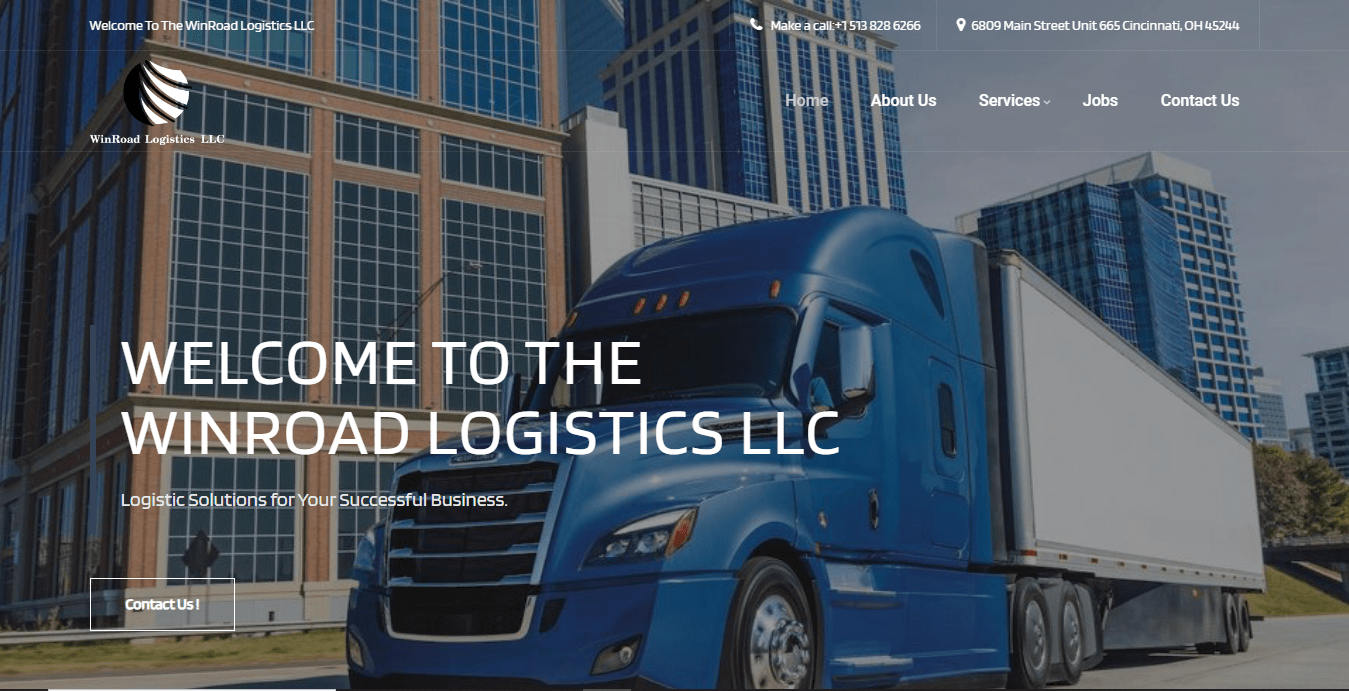 Welcome To The WinRoad Logistics LLC
Make a call:+1 513 828 6266
6809 Main Street Unit 665 Cincinnati, OH 45244
WinRoad Logistics LLC
Home
About Us
Services
Jobs
Contact Us
WELCOME TO THE
WINROAD LOGISTICS LLC
Logistic Solutions for Your Successful Business.
Contact Us !